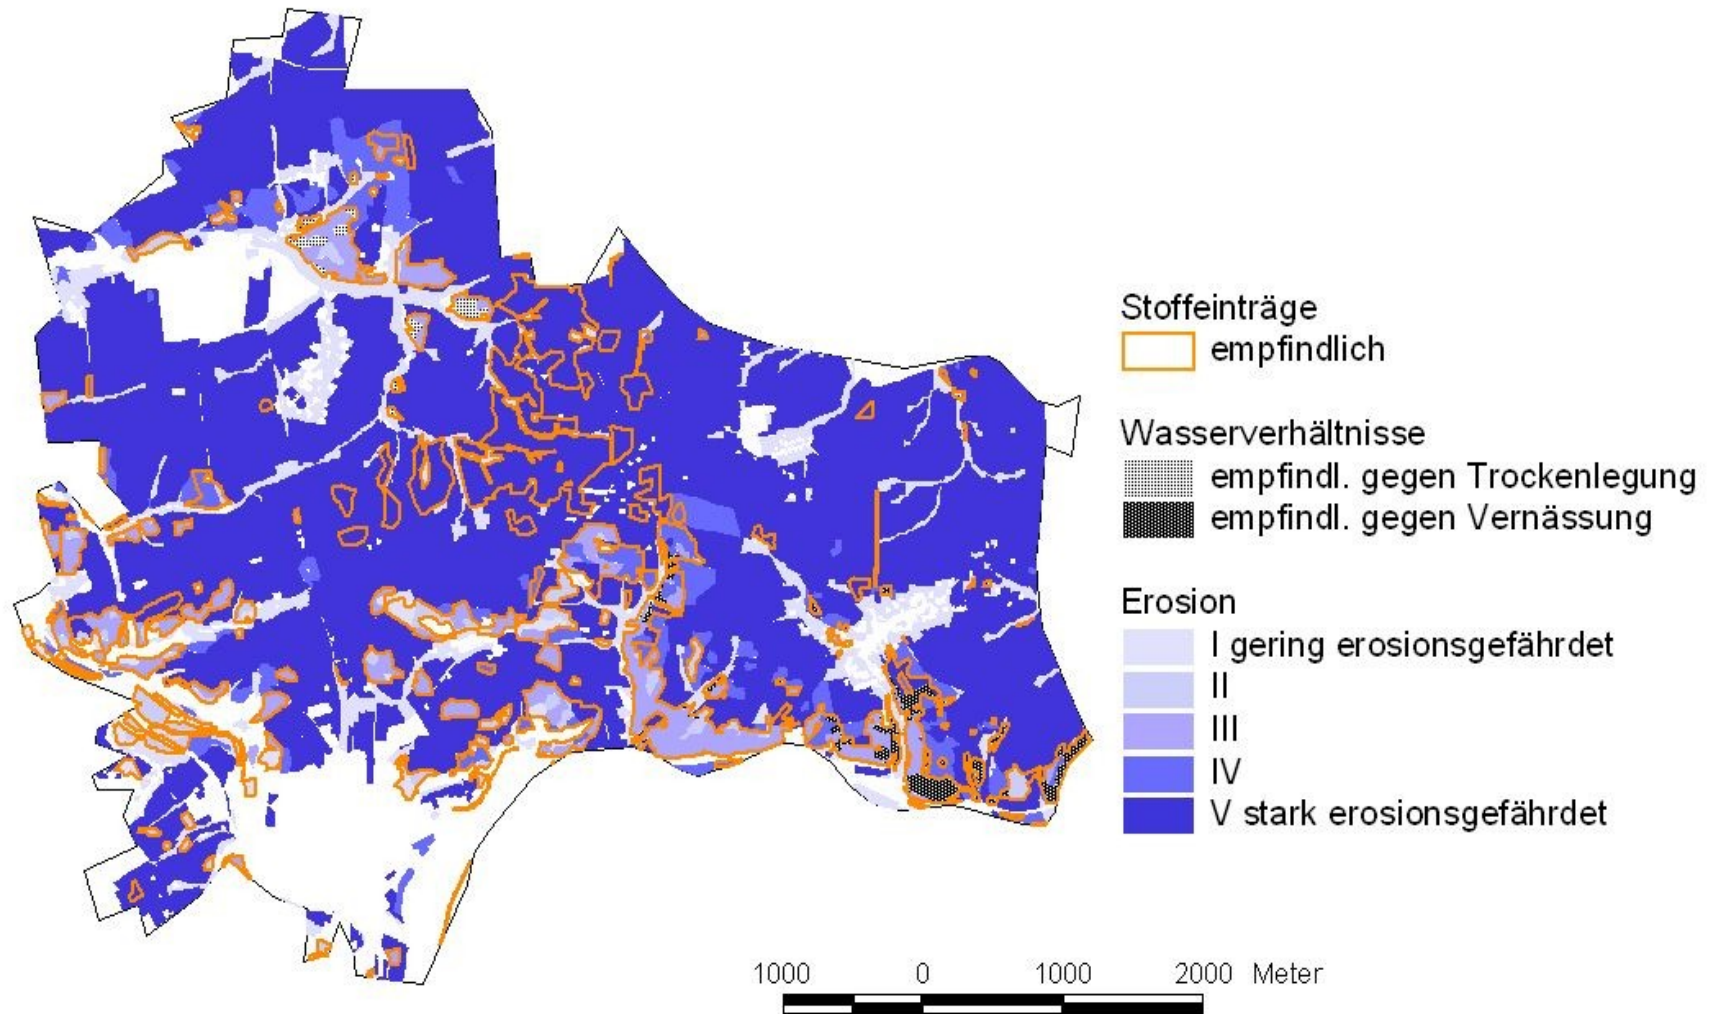 Stoffeinträge
empfindlich
Wasserverhältnisse
empfindl. gegen Trockenlegung
empfindl. gegen Vernässung
Erosion
I gering erosionsgefährdet
II
III
IV
V stark erosionsgefährdet
1000 0 1000 2000 Meter